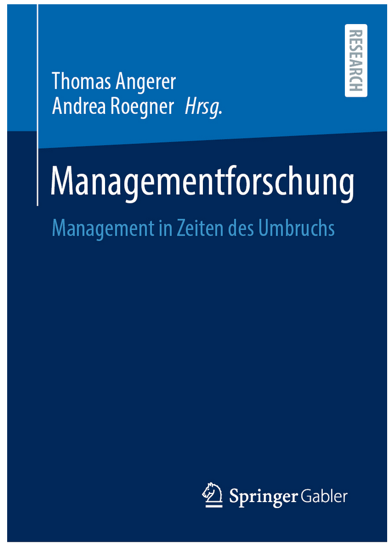 RESEARCH
Thomas Angerer
Andrea Roegner Hrsg.
Managementforschung
Management in Zeiten des Umbruchs
Springer Gabler